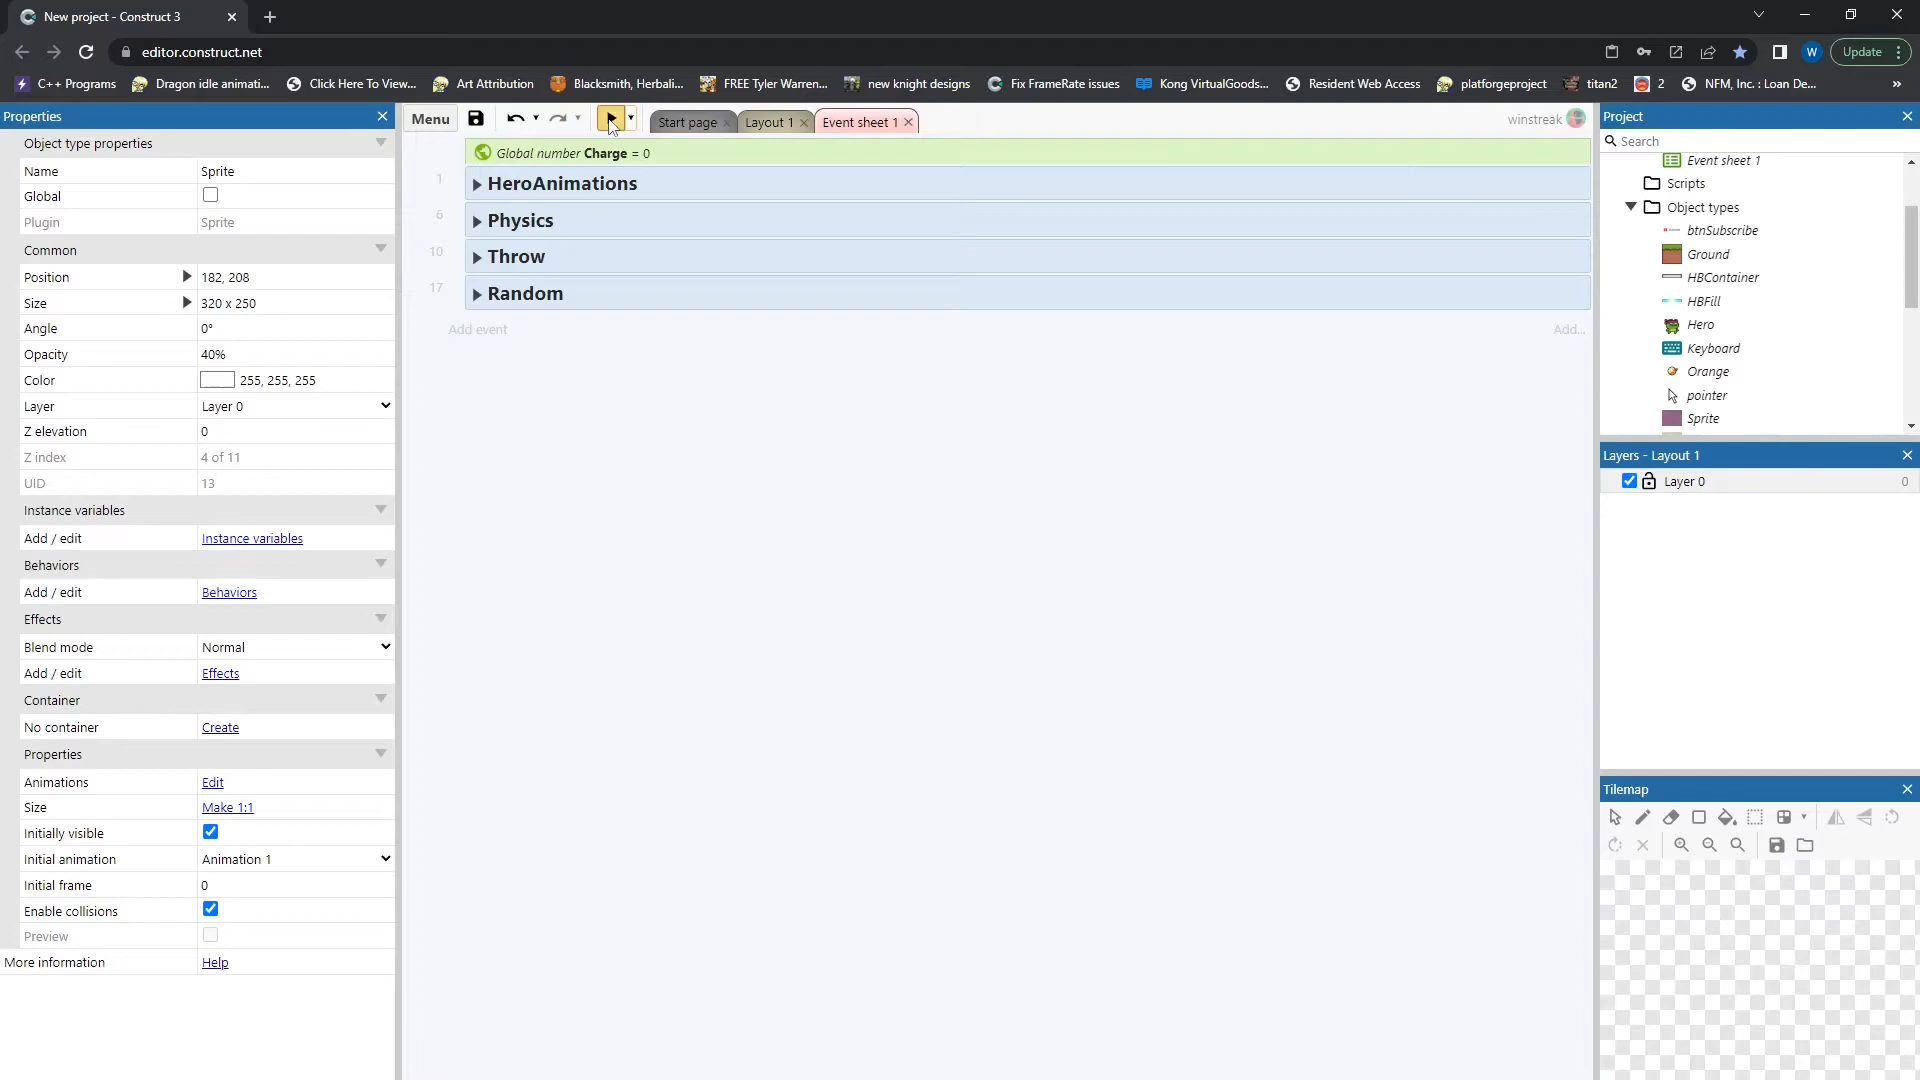 New project - Construct 3
editor.construct.net
Update
C++ Programs
Dragon idle animati...
Click Here To View...
Art Attribution
Blacksmith, Herbali...
FREE Tyler Warren...
new knight designs
Fix FrameRate issues
Kong VirtualGoods...
Resident Web Access
platforgeproject
titan2
2
NFM, Inc. : Loan De...
»
Properties
Object type properties
Name Sprite
Global
Plugin Sprite
Common
Position 182, 208
Size 320 x 250
Angle 0°
Opacity 40%
Color 255, 255, 255
Layer Layer 0
Z elevation 0
Z index 4 of 11
UID 13
Instance variables
Add / edit Instance variables
Behaviors
Add / edit Behaviors
Effects
Blend mode Normal
Add / edit Effects
Container
No container Create
Properties
Animations Edit
Size Make 1:1
Initially visible
Initial animation Animation 1
Initial frame 0
Enable collisions
Preview
More information Help
Menu
Start page
Layout 1
Event sheet 1
winstreak
Global number Charge = 0
1 HeroAnimations
6 Physics
10 Throw
17 Random
Add event
Add...
Project
Search
Event sheet 1
Scripts
Object types
btnSubscribe
Ground
HBContainer
HBFill
Hero
Keyboard
Orange
pointer
Sprite
Layers - Layout 1
Layer 0 0
Tilemap